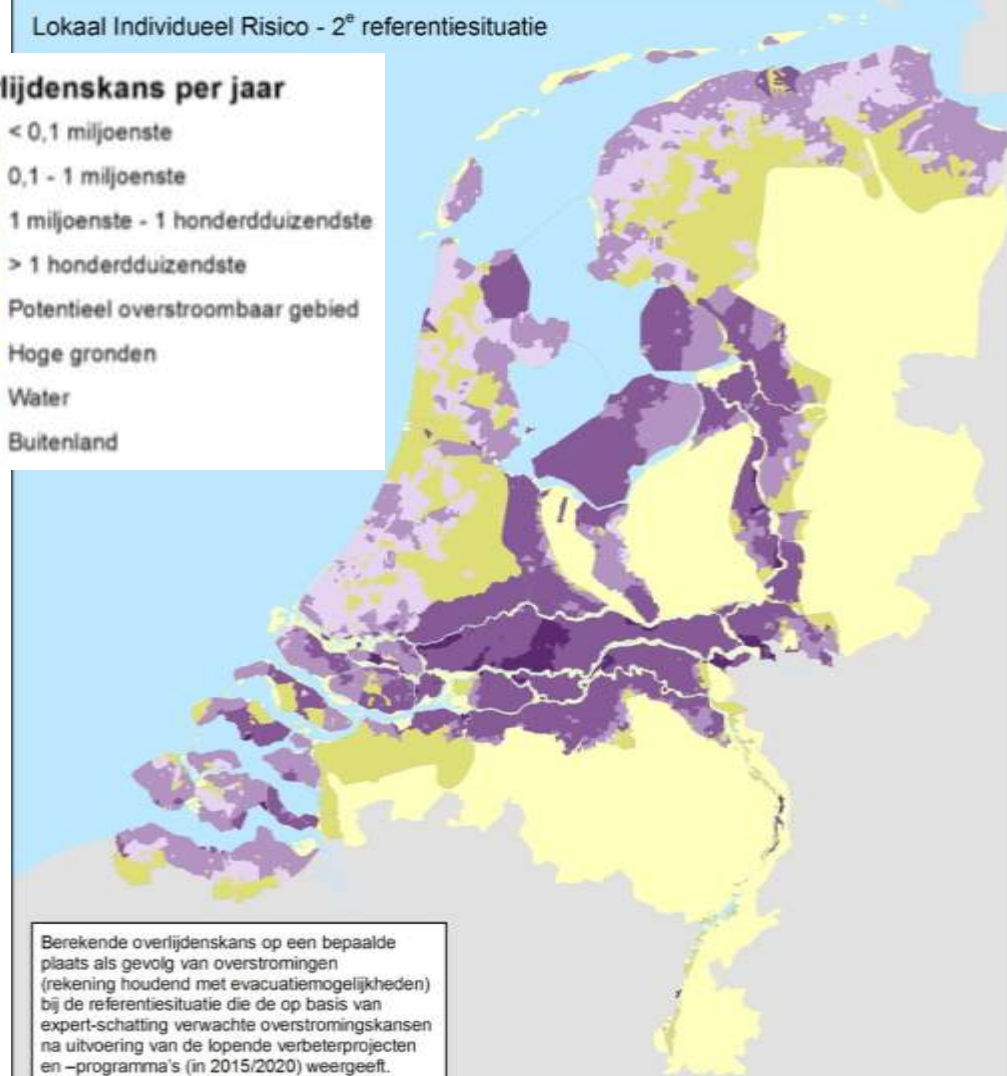 Lokaal Individueel Risico - 2e referentiesituatie
lijdenskans per jaar
< 0,1 miljoenste
0,1 - 1 miljoenste
1 miljoenste - 1 honderdduizendste
> 1 honderdduizendste
Potentieel overstroombaar gebied
Hoge gronden
Water
Buitenland
Berekende overlijdenskans op een bepaalde
plaats als gevolg van overstromingen
(rekening houdend met evacuatiemogelijkheden)
bij de referentiesituatie die de op basis van
expert-schatting verwachte overstromingskansen
na uitvoering van de lopende verbeterprojecten
en –programma's (in 2015/2020) weergeeft.